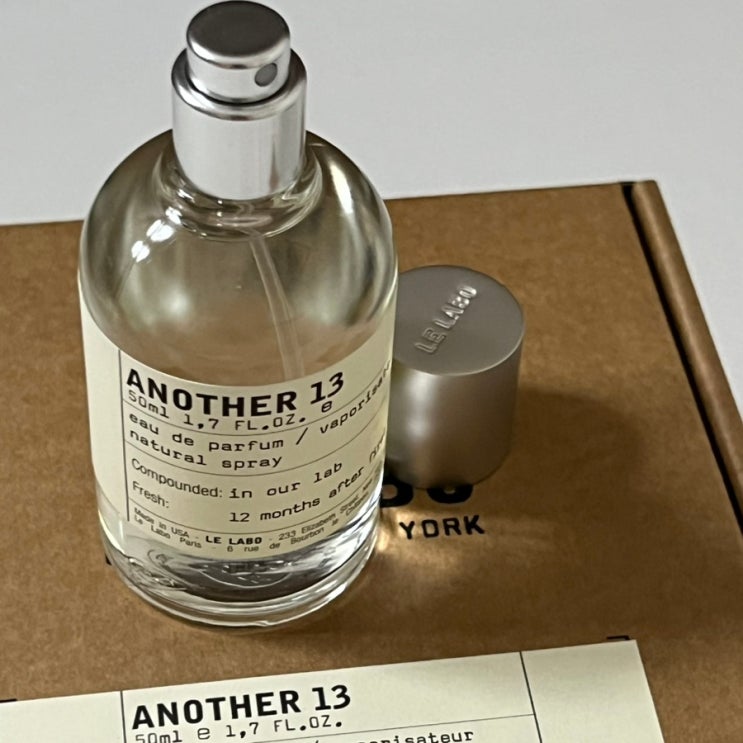 LE LABO
ANOTHER 13
50ml 1,7 FL.OZ. e
eau de parfum / vaporisateur
natural spray
Compounded: in our lab
Fresh: 12 months after
Made in USA - LE LABO - 233 Elizabeth Street
Le Labo Paris - 6 rue de Bourbon le
YORK
ANOTHER 13
50ml e 1,7 FL.OZ.
vaporisateur